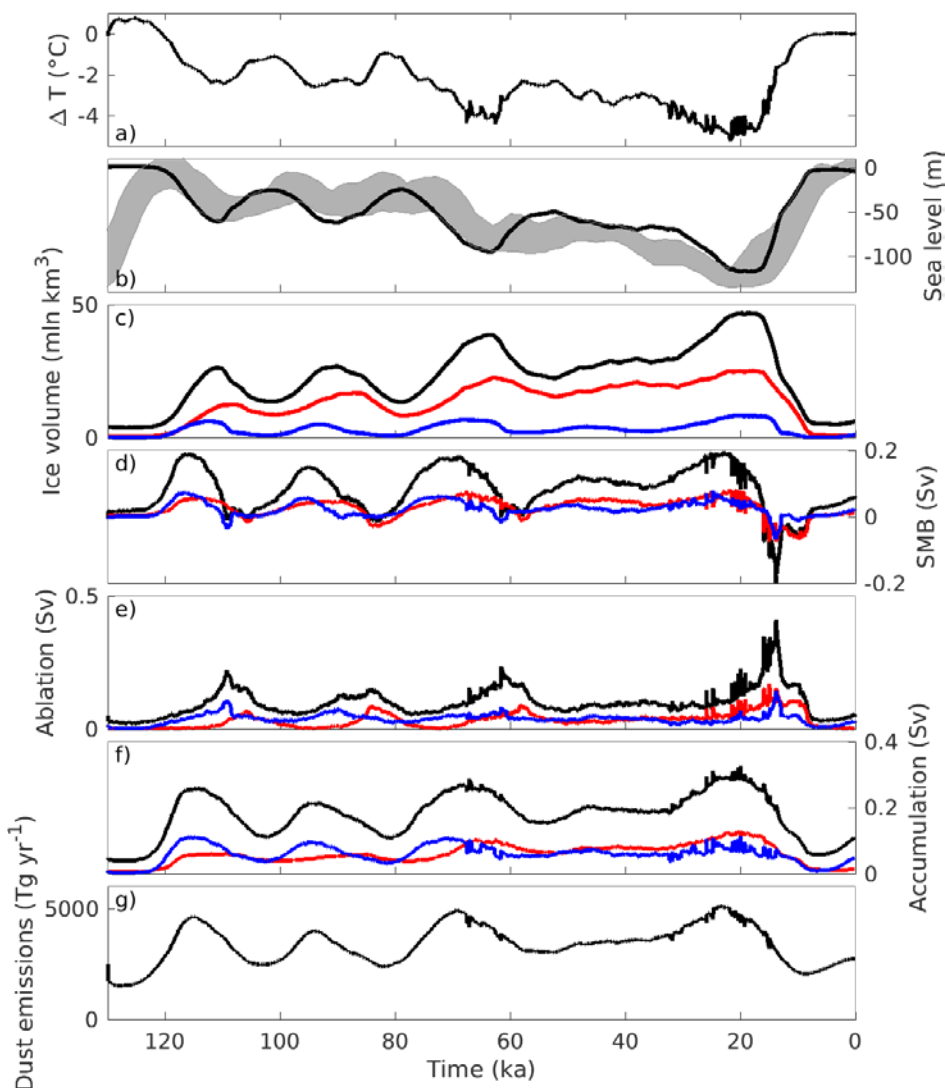 0
-2
-4
Δ T (°C)
a)
0
-50
-100
Sea level (m)
b)
50
0
Ice volume (mln km³)
c)
0.2
0
-0.2
SMB (Sv)
d)
0.5
0
Ablation (Sv)
e)
0.4
0.2
0
Accumulation (Sv)
f)
5000
0
Dust emissions (Tg yr⁻¹)
g)
120 100 80 60 40 20 0
Time (ka)